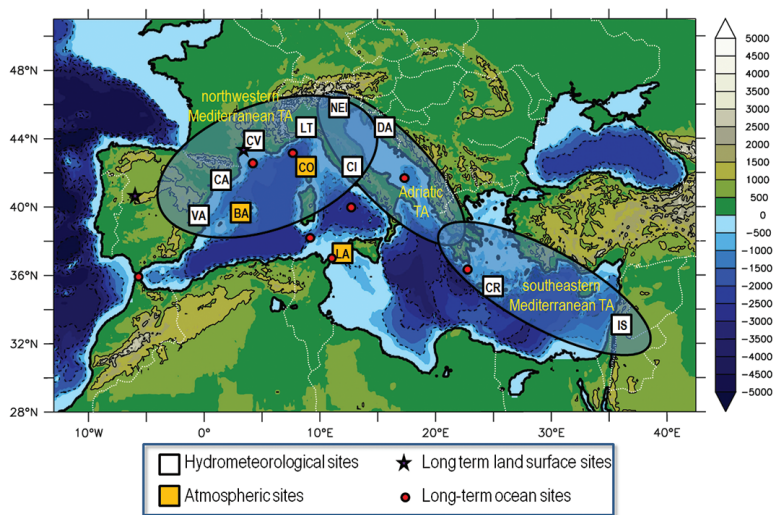 48°N
44°N
40°N
36°N
32°N
28°N
10°W
0°
10°E
20°E
30°E
40°E
northwestern
Mediterranean TA
NEI
LT
DA
CV
CO
CI
CA
VA
BA
Adriatic
TA
LA
CR
southeastern
Mediterranean TA
IS
5000
5000
4500
4000
3500
3000
2500
2000
1500
1000
500
0
-500
-1000
-1500
-2000
-2500
-3000
-3500
-4000
-4500
-5000
Hydrometeorological sites
Long term land surface sites
Atmospheric sites
Long-term ocean sites